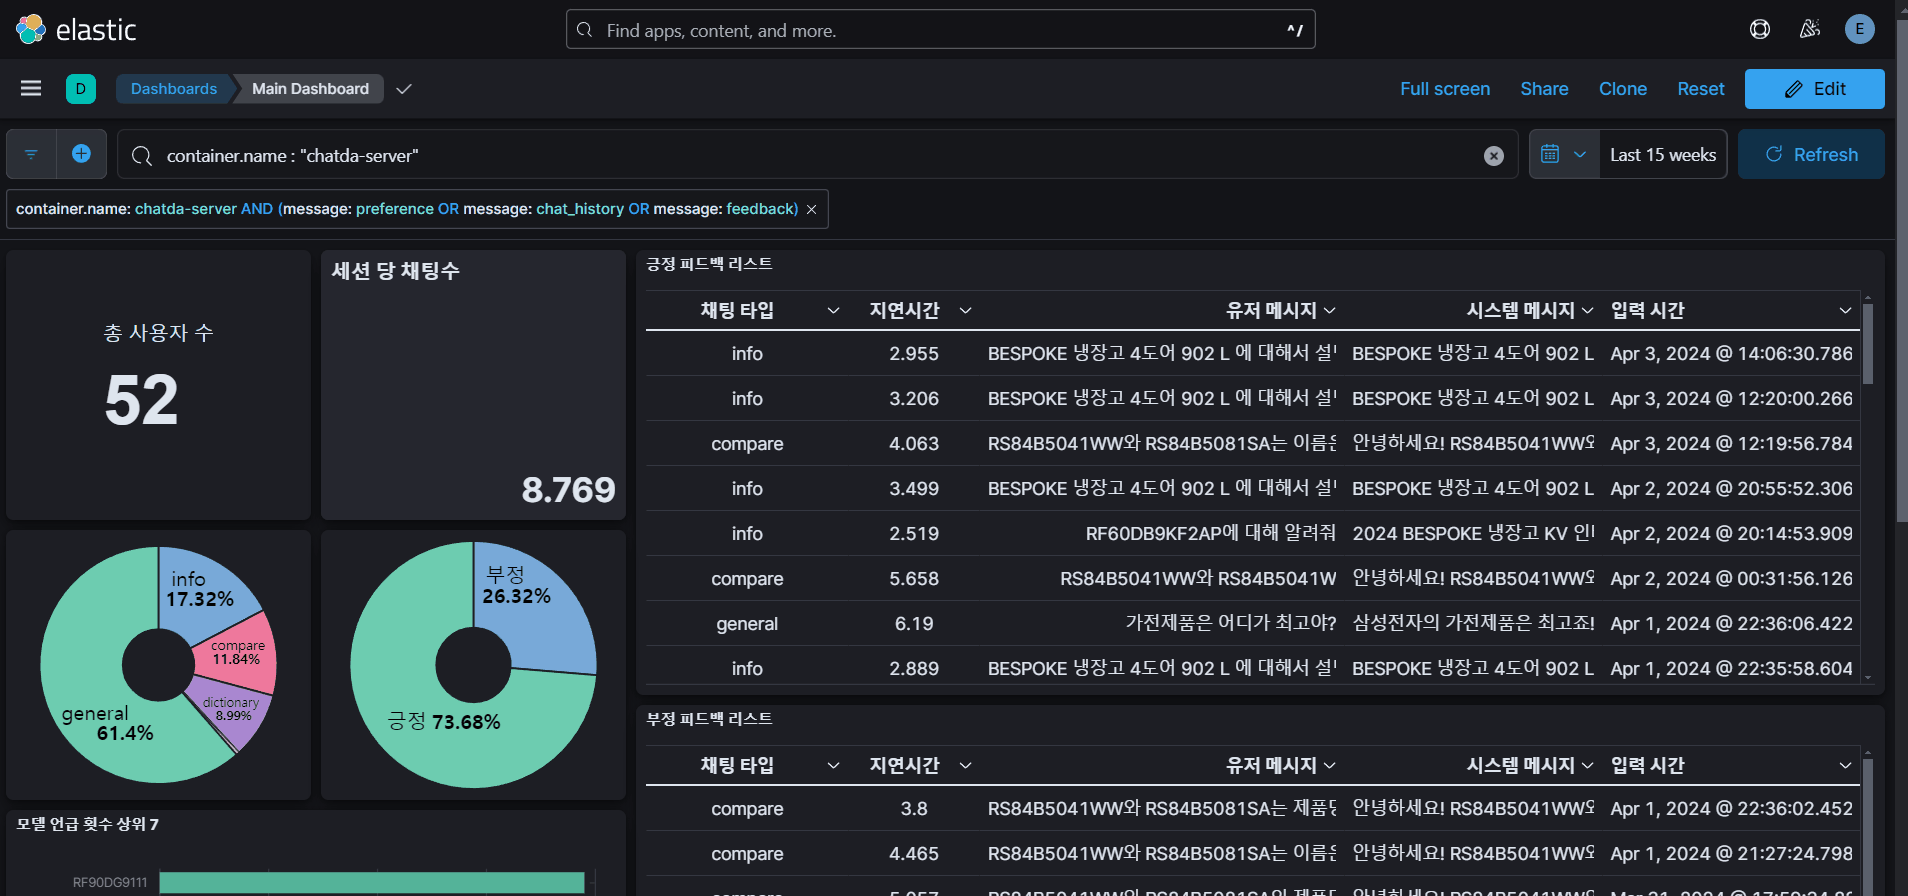 elastic
Find apps, content, and more.
^/
E
D
Dashboards
Main Dashboard
Full screen
Share
Clone
Reset
Edit
container.name : "chatda-server"
Last 15 weeks
Refresh
container.name: chatda-server AND (message: preference OR message: chat_history OR message: feedback)
총 사용자 수
52
세션 당 채팅수
8.769
info
17.32%
compare
11.84%
dictionary
8.99%
general
61.4%
부정
26.32%
긍정 73.68%
모델 언급 횟수 상위 7
RF90DG9111
긍정 피드백 리스트
채팅 타입 지연시간 유저 메시지 시스템 메시지 입력 시간
info 2.955 BESPOKE 냉장고 4도어 902 L 에 대해서 BESPOKE 냉장고 4도어 902 L Apr 3, 2024 @ 14:06:30.786
info 3.206 BESPOKE 냉장고 4도어 902 L 에 대해서 BESPOKE 냉장고 4도어 902 L Apr 3, 2024 @ 12:20:00.266
compare 4.063 RS84B5041WW와 RS84B5081SA는 안녕하세요! RS84B5041WW Apr 3, 2024 @ 12:19:56.784
info 3.499 BESPOKE 냉장고 4도어 902 L 에 대해서 BESPOKE 냉장고 4도어 902 L Apr 2, 2024 @ 20:55:52.306
info 2.519 RF60DB9KF2AP에 대해 알려줘 2024 BESPOKE 냉장고 KV Apr 2, 2024 @ 20:14:53.909
compare 5.658 RS84B5041WW와 RS84B5041W 안녕하세요! RS84B5041WW Apr 2, 2024 @ 00:31:56.126
general 6.19 가전제품은 어디가 최고야? 삼성전자의 가전제품은 최고죠! Apr 1, 2024 @ 22:36:06.422
info 2.889 BESPOKE 냉장고 4도어 902 L 에 대해서 BESPOKE 냉장고 4도어 902 L Apr 1, 2024 @ 22:35:58.604
부정 피드백 리스트
채팅 타입 지연시간 유저 메시지 시스템 메시지 입력 시간
compare 3.8 RS84B5041WW와 RS84B5081SA는 안녕하세요! RS84B5041WW Apr 1, 2024 @ 22:36:02.452
compare 4.465 RS84B5041WW와 RS84B5081SA는 안녕하세요! RS84B5041WW Apr 1, 2024 @ 21:27:24.798